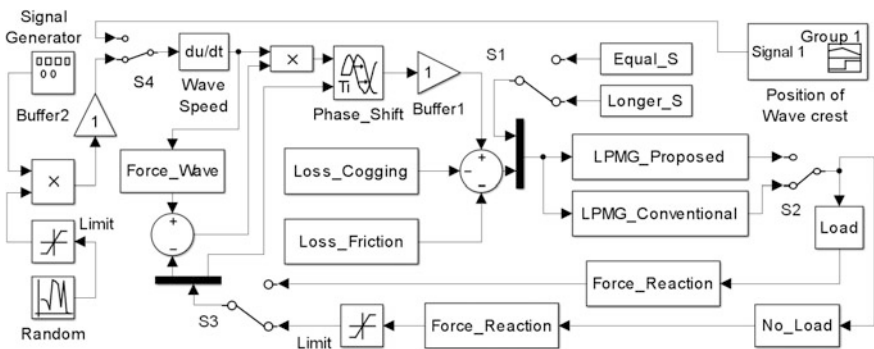 Signal
Generator
Buffer2
1
×
Limit
Random
S4
du/dt
Wave
Speed
×
Ti
Phase_Shift
1
Buffer1
S1
Equal_S
Longer_S
Group 1
Signal 1
Position of
Wave crest
Force_Wave
+
−
Loss_Cogging
Loss_Friction
+
−
−
LPMG_Proposed
LPMG_Conventional
S2
Load
Force_Reaction
S3
Limit
Force_Reaction
No_Load